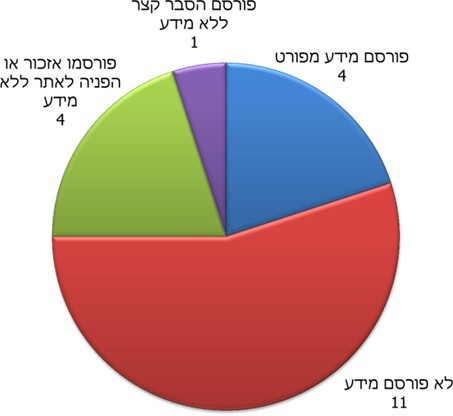 פורסם הסבר קצר
ללא מידע
1
פורסם מידע מפורט
4
פורסמו אזכור או
הפניה לאתר ללא
מידע
4
לא פורסם מידע
11